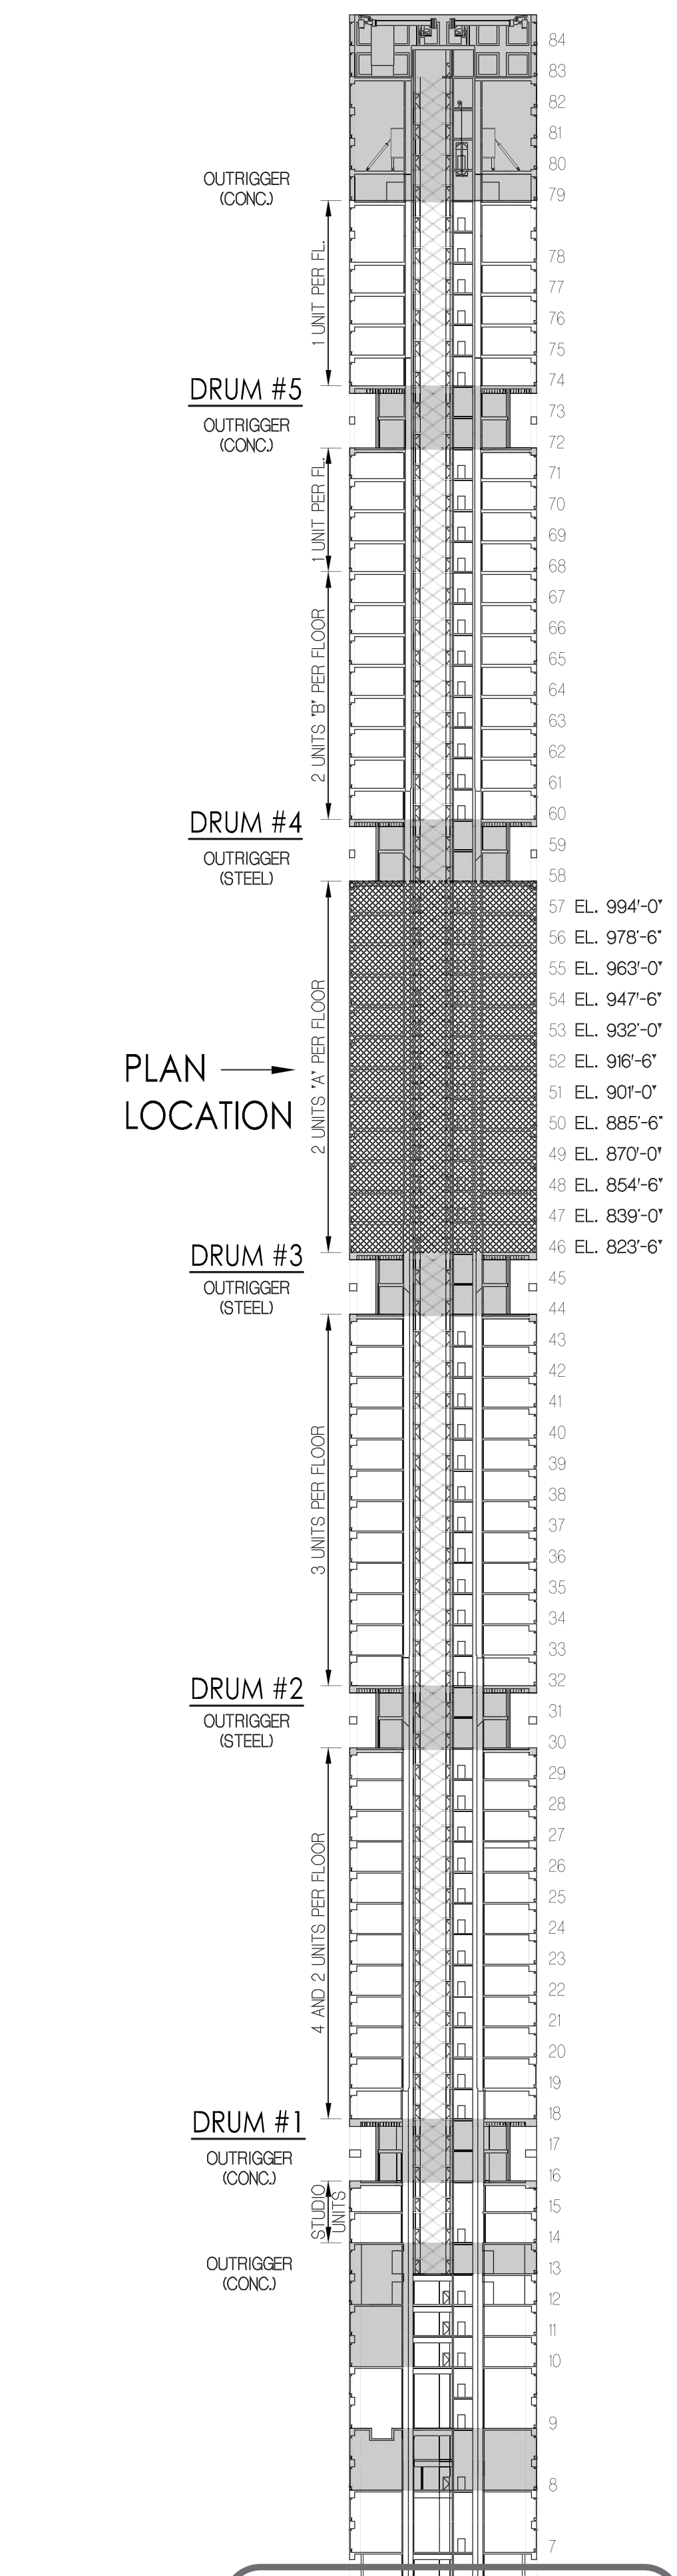 84
83
82
81
80
OUTRIGGER
(CONC.)
79
1 UNIT PER FL.
78
77
76
75
74
DRUM #5
OUTRIGGER
(CONC.)
73
72
1 UNIT PER FL.
71
70
69
68
2 UNITS 'B' PER FLOOR
67
66
65
64
63
62
61
60
DRUM #4
OUTRIGGER
(STEEL)
59
58
2 UNITS 'A' PER FLOOR
57 EL. 994'-0"
56 EL. 978'-6"
55 EL. 963'-0"
54 EL. 947'-6"
53 EL. 932'-0"
PLAN
LOCATION
52 EL. 916'-6"
51 EL. 901'-0"
50 EL. 885'-6"
49 EL. 870'-0"
48 EL. 854'-6"
47 EL. 839'-0"
46 EL. 823'-6"
DRUM #3
OUTRIGGER
(STEEL)
45
44
3 UNITS PER FLOOR
43
42
41
40
39
38
37
36
35
34
33
32
DRUM #2
OUTRIGGER
(STEEL)
31
30
4 AND 2 UNITS PER FLOOR
29
28
27
26
25
24
23
22
21
20
19
18
DRUM #1
OUTRIGGER
(CONC.)
17
16
STUDIO
UNITS
15
14
OUTRIGGER
(CONC.)
13
12
11
10
9
8
7